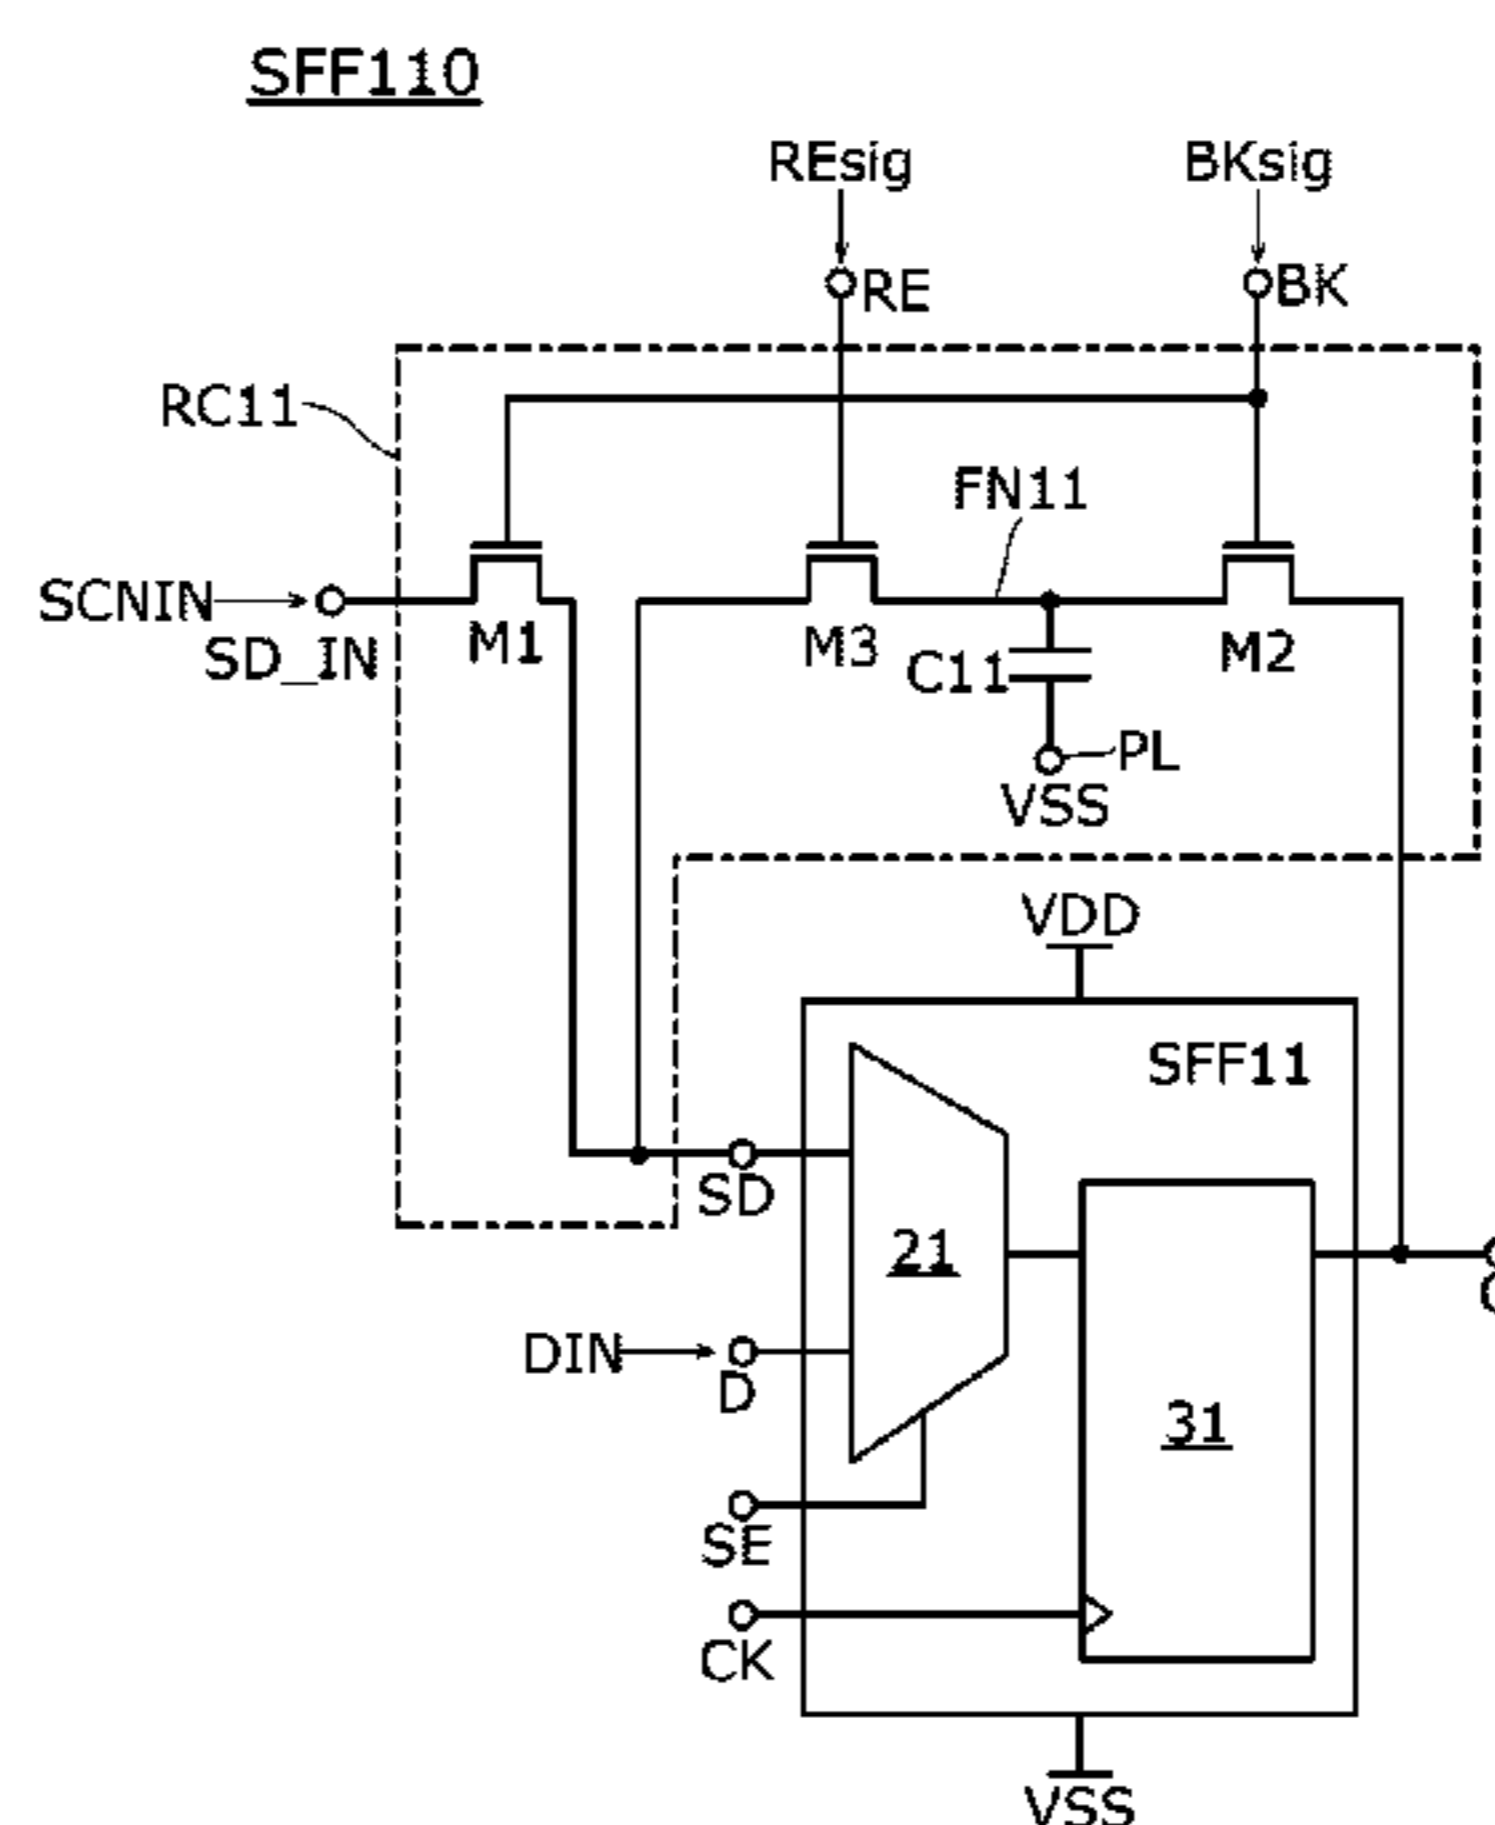 SFF110
REsig
BKsig
RE
BK
RC11
FN11
SCNIN
SD_IN
M1
M3
C11
M2
PL
VSS
VDD
SFF11
SD
21
DIN
D
31
SE
CK
VSS